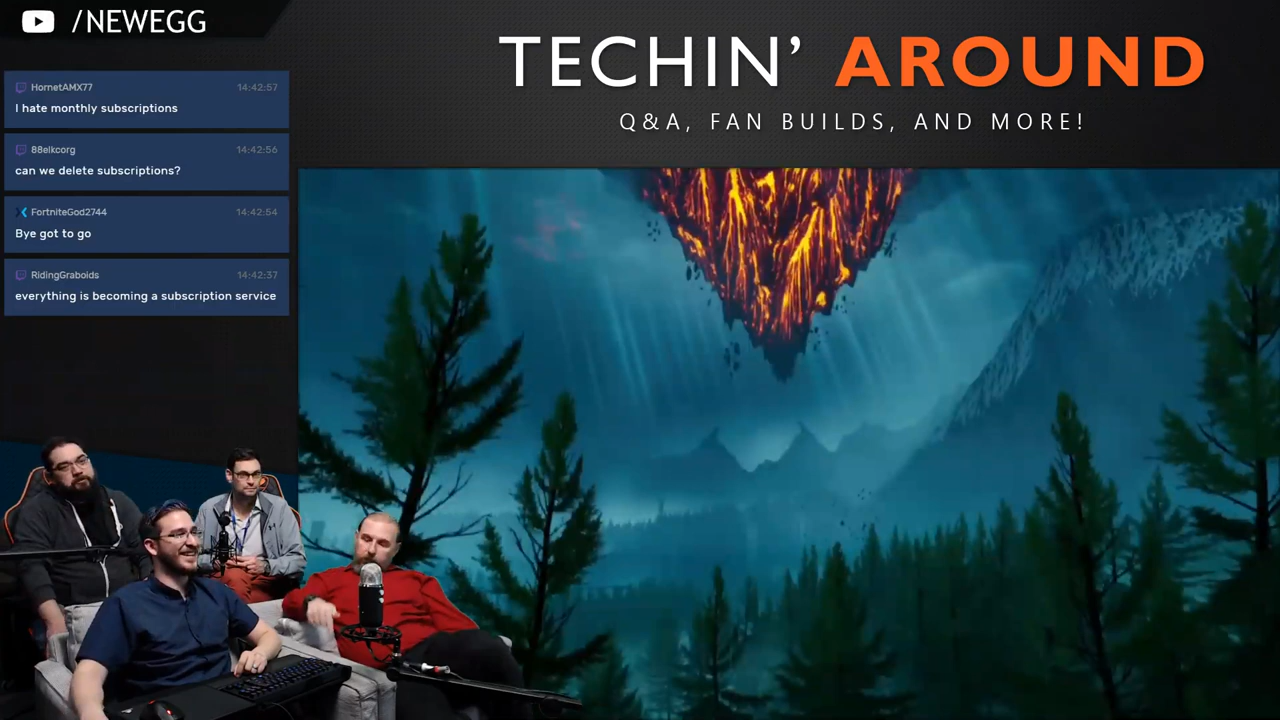 /NEWEGG
TECHIN’ AROUND
Q&A, FAN BUILDS, AND MORE!
HornetAMX77 14:42:57
I hate monthly subscriptions
88elkcorg 14:42:56
can we delete subscriptions?
FortniteGod2744 14:42:54
Bye got to go
RidingGraboids 14:42:37
everything is becoming a subscription service